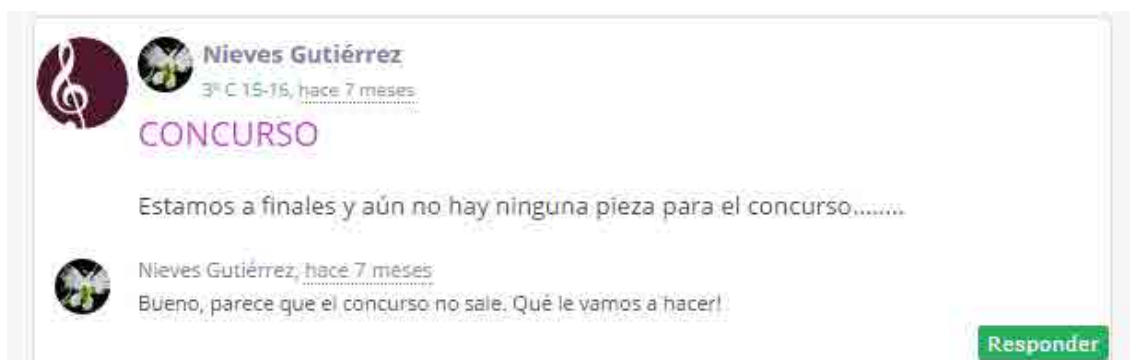 Nieves Gutiérrez
3º C 15-16, hace 7 meses
CONCURSO
Estamos a finales y aún no hay ninguna pieza para el concurso........
Nieves Gutiérrez, hace 7 meses
Bueno, parece que el concurso no sale. Qué le vamos a hacer!
Responder